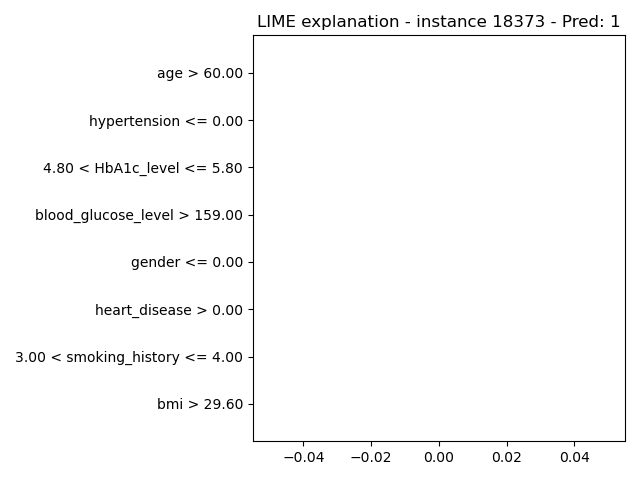 LIME explanation - instance 18373 - Pred: 1
age > 60.00
hypertension <= 0.00
4.80 < HbA1c_level <= 5.80
blood_glucose_level > 159.00
gender <= 0.00
heart_disease > 0.00
3.00 < smoking_history <= 4.00
bmi > 29.60
−0.04 −0.02 0.00 0.02 0.04